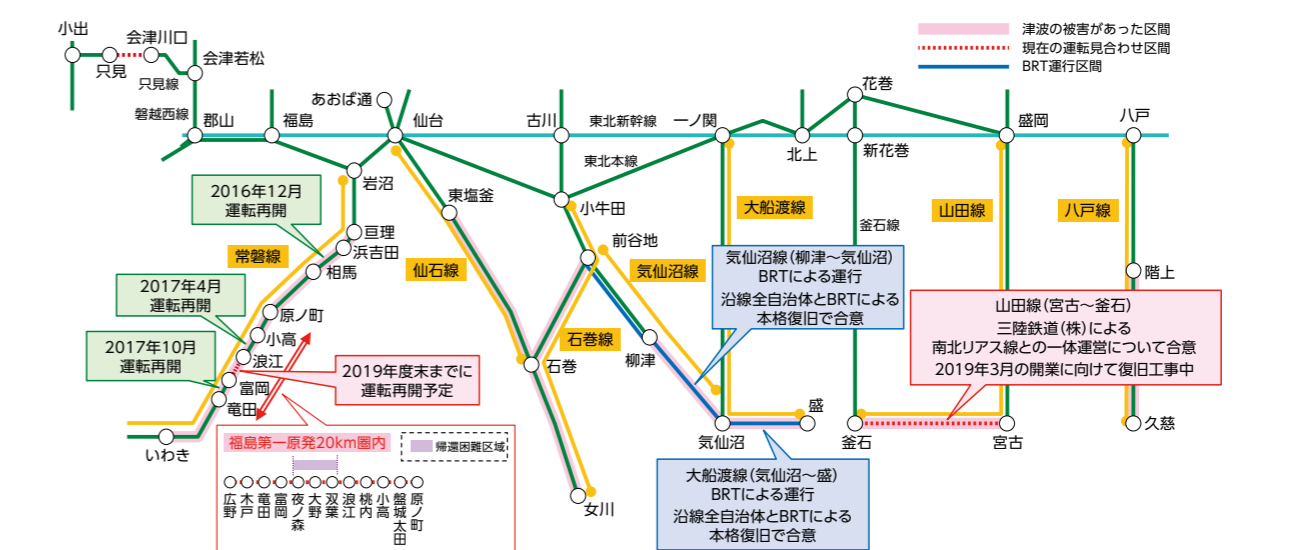 小出
会津川口
会津若松
只見
只見線
磐越西線
郡山
福島
あおば通
仙台
古川
東北新幹線
一ノ関
花巻
北上
新花巻
盛岡
八戸
津波の被害があった区間
現在の運転見合わせ区間
BRT運行区間
東北本線
岩沼
2016年12月
運転再開
亘理
浜吉田
常磐線
相馬
2017年4月
運転再開
原ノ町
小高
浪江
2017年10月
運転再開
富岡
竜田
いわき
2019年度末までに
運転再開予定
東塩釜
仙石線
小牛田
前谷地
気仙沼線
石巻線
石巻
柳津
女川
大船渡線
釜石線
山田線
八戸線
気仙沼線（柳津～気仙沼）
BRTによる運行
沿線全自治体とBRTによる
本格復旧で合意
階上
山田線（宮古～釜石）
三陸鉄道（株）による
南北リアス線との一体運営について合意
2019年3月の開業に向けて復旧工事中
気仙沼
盛
釜石
宮古
久慈
大船渡線（気仙沼～盛）
BRTによる運行
沿線全自治体とBRTによる
本格復旧で合意
福島第一原発20km圏内
帰還困難区域
広野
木戸
竜田
富岡
夜ノ森
大野
双葉
浪江
桃内
小高
磐城太田
原ノ町